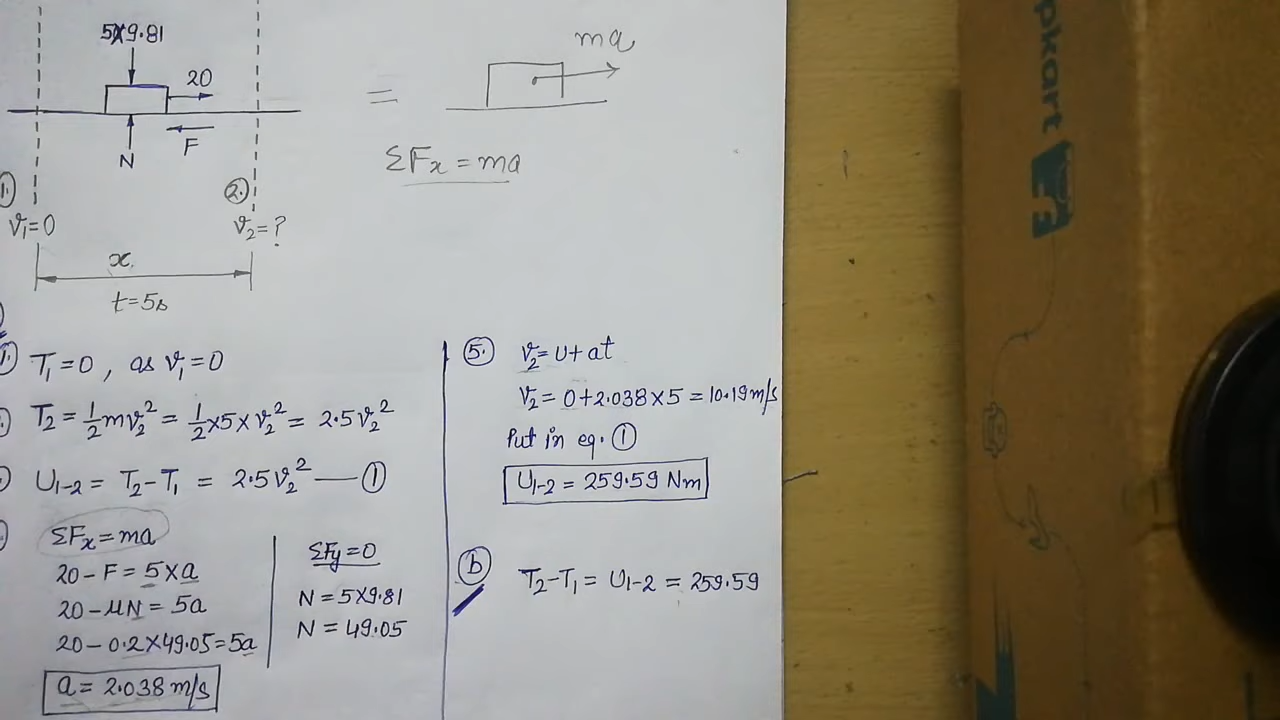 5×9.81
20
F
N
1.
2.
v₁=0
v₂=?
x
t=5s
=
ma
ΣFx = ma
1. T₁=0, as v₁=0
T₂ = 1/2 mv₂² = 1/2 ×5× v₂² = 2.5v₂²
U₁₋₂ = T₂-T₁ = 2.5v₂² — ①
ΣFx=ma
20-F=5×a
20-μN=5a
20-0.2×49.05=5a
a=2.038 m/s
ΣFy=0
N=5×9.81
N=49.05
5. v₂=u+at
v₂=0+2.038×5=10.19m/s
Put in eq. ①
U₁₋₂ = 259.59 Nm
b T₂-T₁ = U₁₋₂ = 259.59
pkart